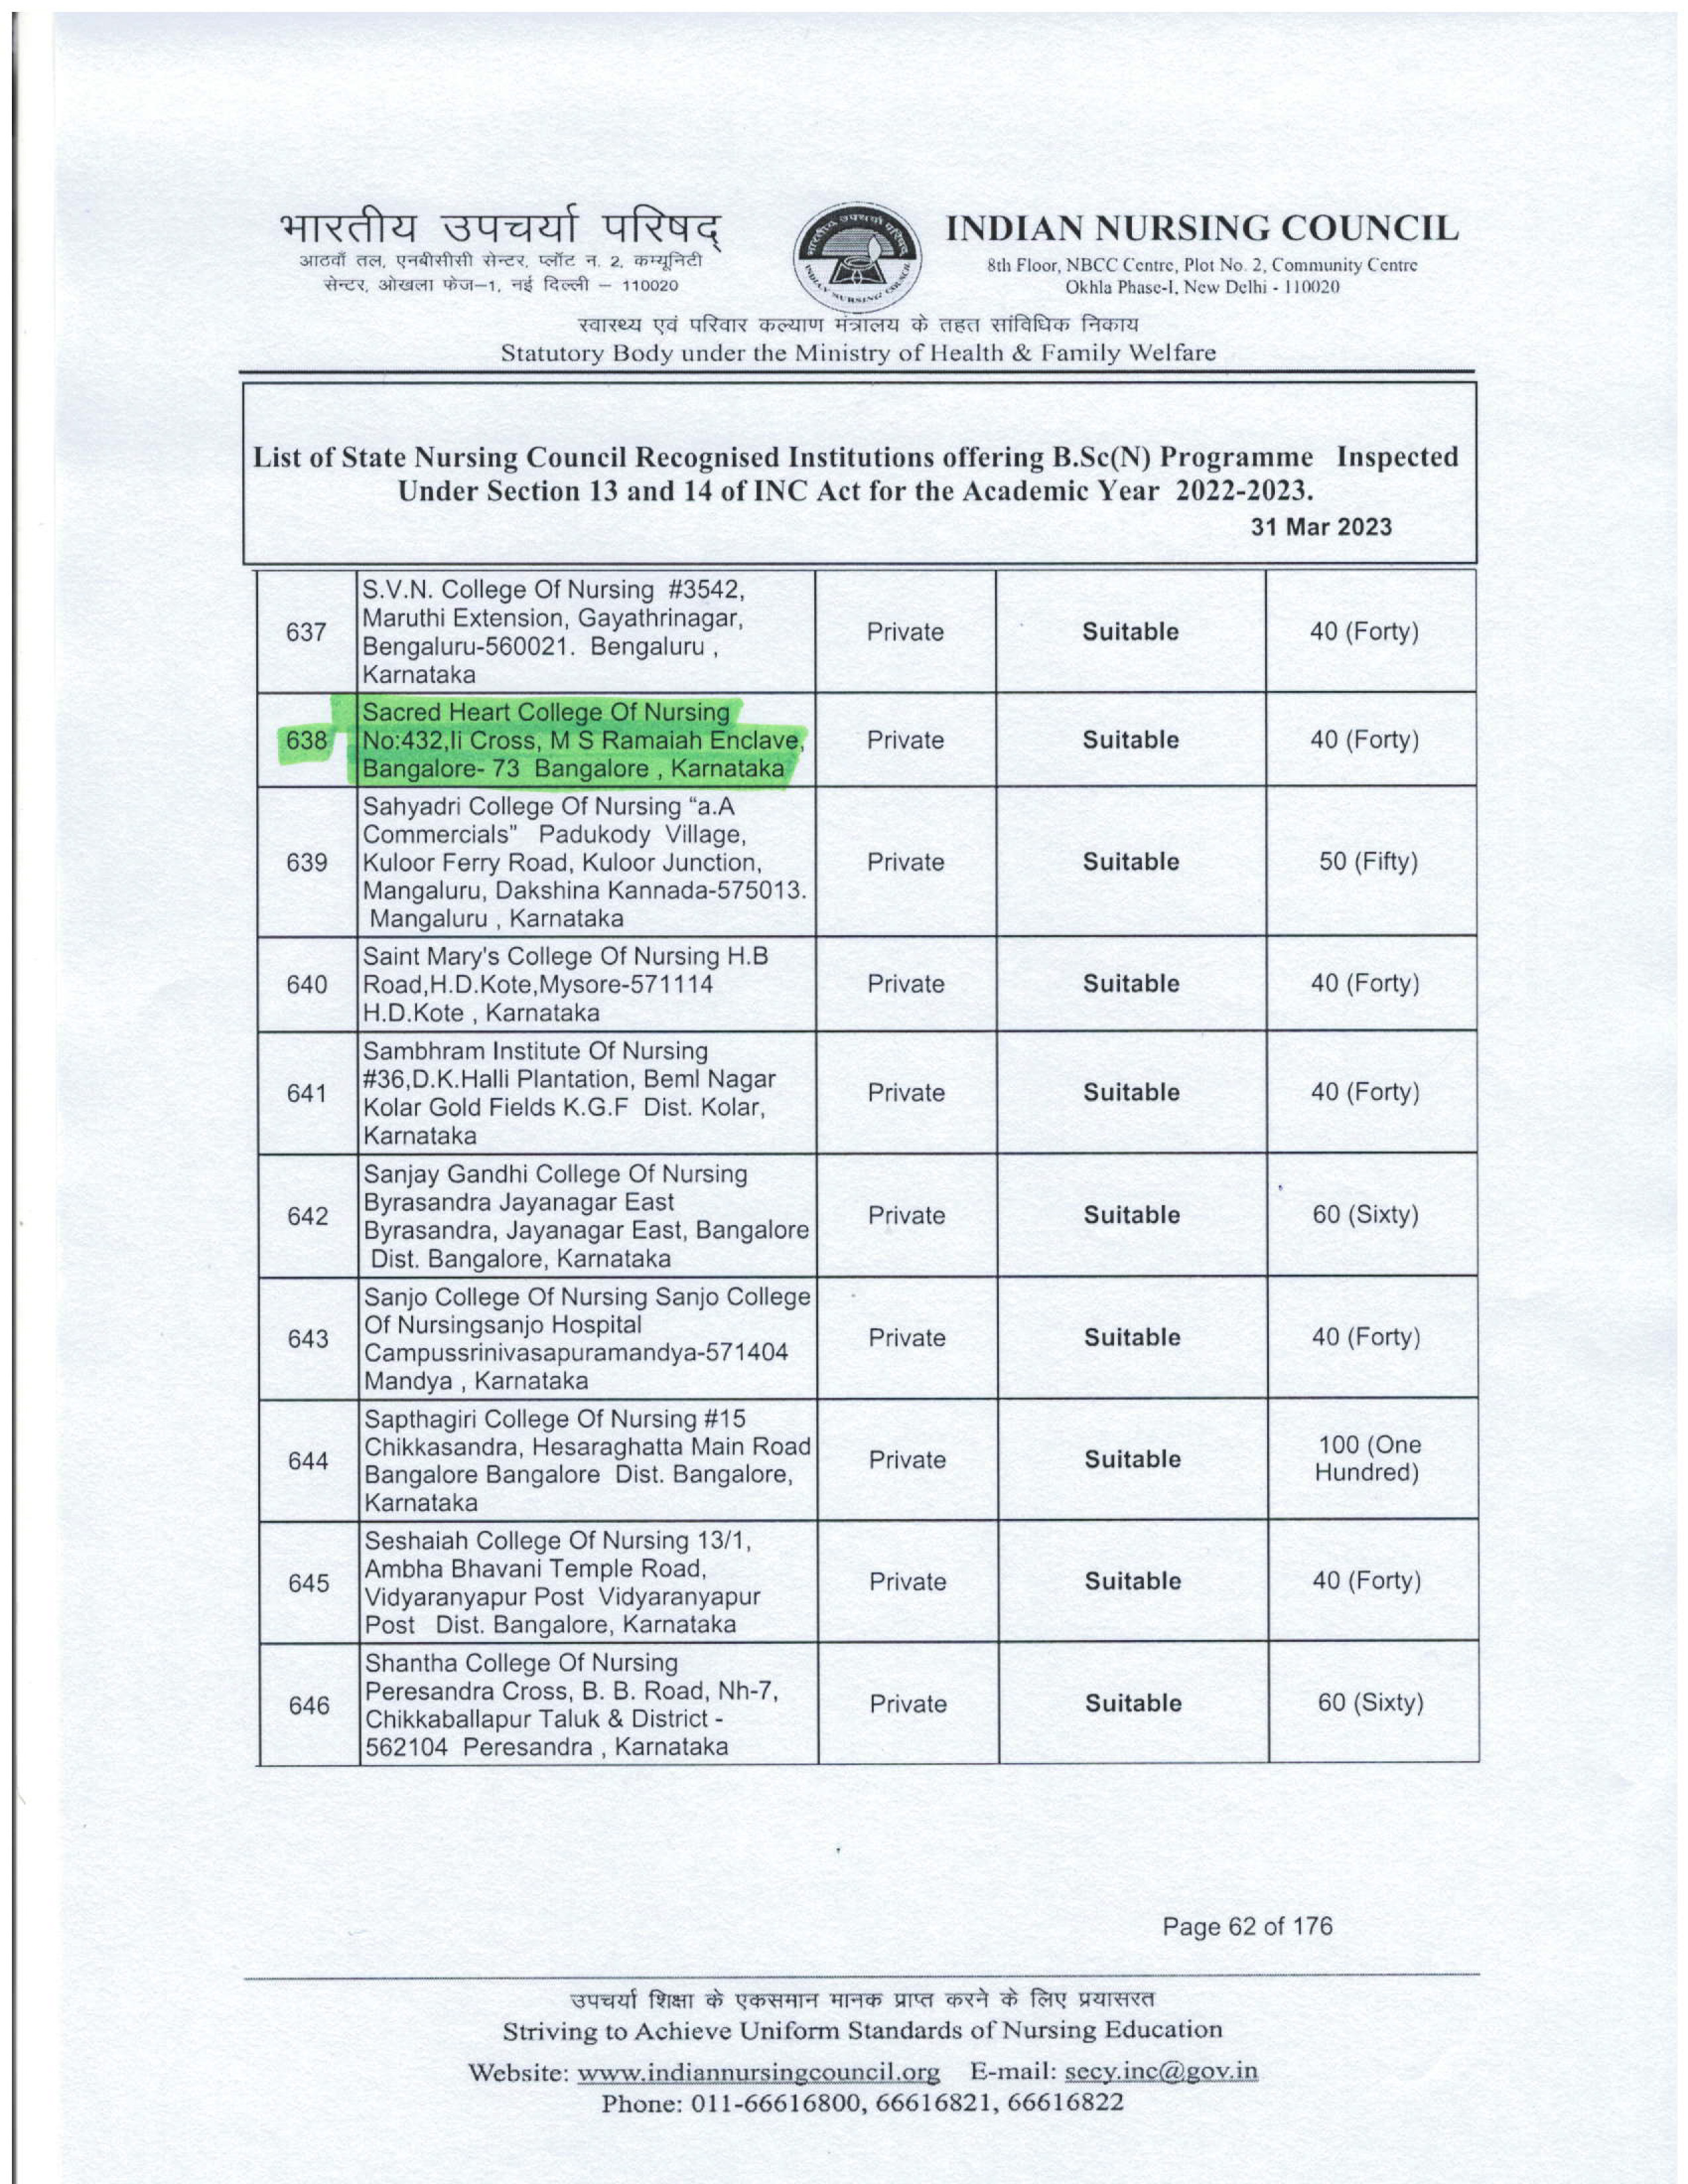 भारतीय उपचर्या परिषद्
आठवाँ तल, एनबीसीसी सेन्टर, प्लॉट न. 2, कम्यूनिटी
सेन्टर, ओखला फेज–1, नई दिल्ली – 110020
भारतीय उपचर्या परिषद
INDIAN NURSING COUNCIL
INDIAN NURSING COUNCIL
8th Floor, NBCC Centre, Plot No. 2, Community Centre
Okhla Phase-I, New Delhi - 110020
स्वास्थ्य एवं परिवार कल्याण मंत्रालय के तहत सांविधिक निकाय
Statutory Body under the Ministry of Health & Family Welfare
List of State Nursing Council Recognised Institutions offering B.Sc(N) Programme Inspected
Under Section 13 and 14 of INC Act for the Academic Year 2022-2023.
31 Mar 2023
637
S.V.N. College Of Nursing #3542,
Maruthi Extension, Gayathrinagar,
Bengaluru-560021. Bengaluru ,
Karnataka
Private
Suitable
40 (Forty)
638
Sacred Heart College Of Nursing
No:432,Ii Cross, M S Ramaiah Enclave,
Bangalore- 73 Bangalore , Karnataka
Private
Suitable
40 (Forty)
639
Sahyadri College Of Nursing “a.A
Commercials" Padukody Village,
Kuloor Ferry Road, Kuloor Junction,
Mangaluru, Dakshina Kannada-575013.
Mangaluru , Karnataka
Private
Suitable
50 (Fifty)
640
Saint Mary's College Of Nursing H.B
Road,H.D.Kote,Mysore-571114
H.D.Kote , Karnataka
Private
Suitable
40 (Forty)
641
Sambhram Institute Of Nursing
#36,D.K.Halli Plantation, Beml Nagar
Kolar Gold Fields K.G.F Dist. Kolar,
Karnataka
Private
Suitable
40 (Forty)
642
Sanjay Gandhi College Of Nursing
Byrasandra Jayanagar East
Byrasandra, Jayanagar East, Bangalore
Dist. Bangalore, Karnataka
Private
Suitable
60 (Sixty)
643
Sanjo College Of Nursing Sanjo College
Of Nursingsanjo Hospital
Campussrinivasapuramandya-571404
Mandya , Karnataka
Private
Suitable
40 (Forty)
644
Sapthagiri College Of Nursing #15
Chikkasandra, Hesaraghatta Main Road
Bangalore Bangalore Dist. Bangalore,
Karnataka
Private
Suitable
100 (One
Hundred)
645
Seshaiah College Of Nursing 13/1,
Ambha Bhavani Temple Road,
Vidyaranyapur Post Vidyaranyapur
Post Dist. Bangalore, Karnataka
Private
Suitable
40 (Forty)
646
Shantha College Of Nursing
Peresandra Cross, B. B. Road, Nh-7,
Chikkaballapur Taluk & District -
562104 Peresandra , Karnataka
Private
Suitable
60 (Sixty)
Page 62 of 176
उपचर्या शिक्षा के एकसमान मानक प्राप्त करने के लिए प्रयासरत
Striving to Achieve Uniform Standards of Nursing Education
Website: www.indiannursingcouncil.org E-mail: secy.inc@gov.in
Phone: 011-66616800, 66616821, 66616822